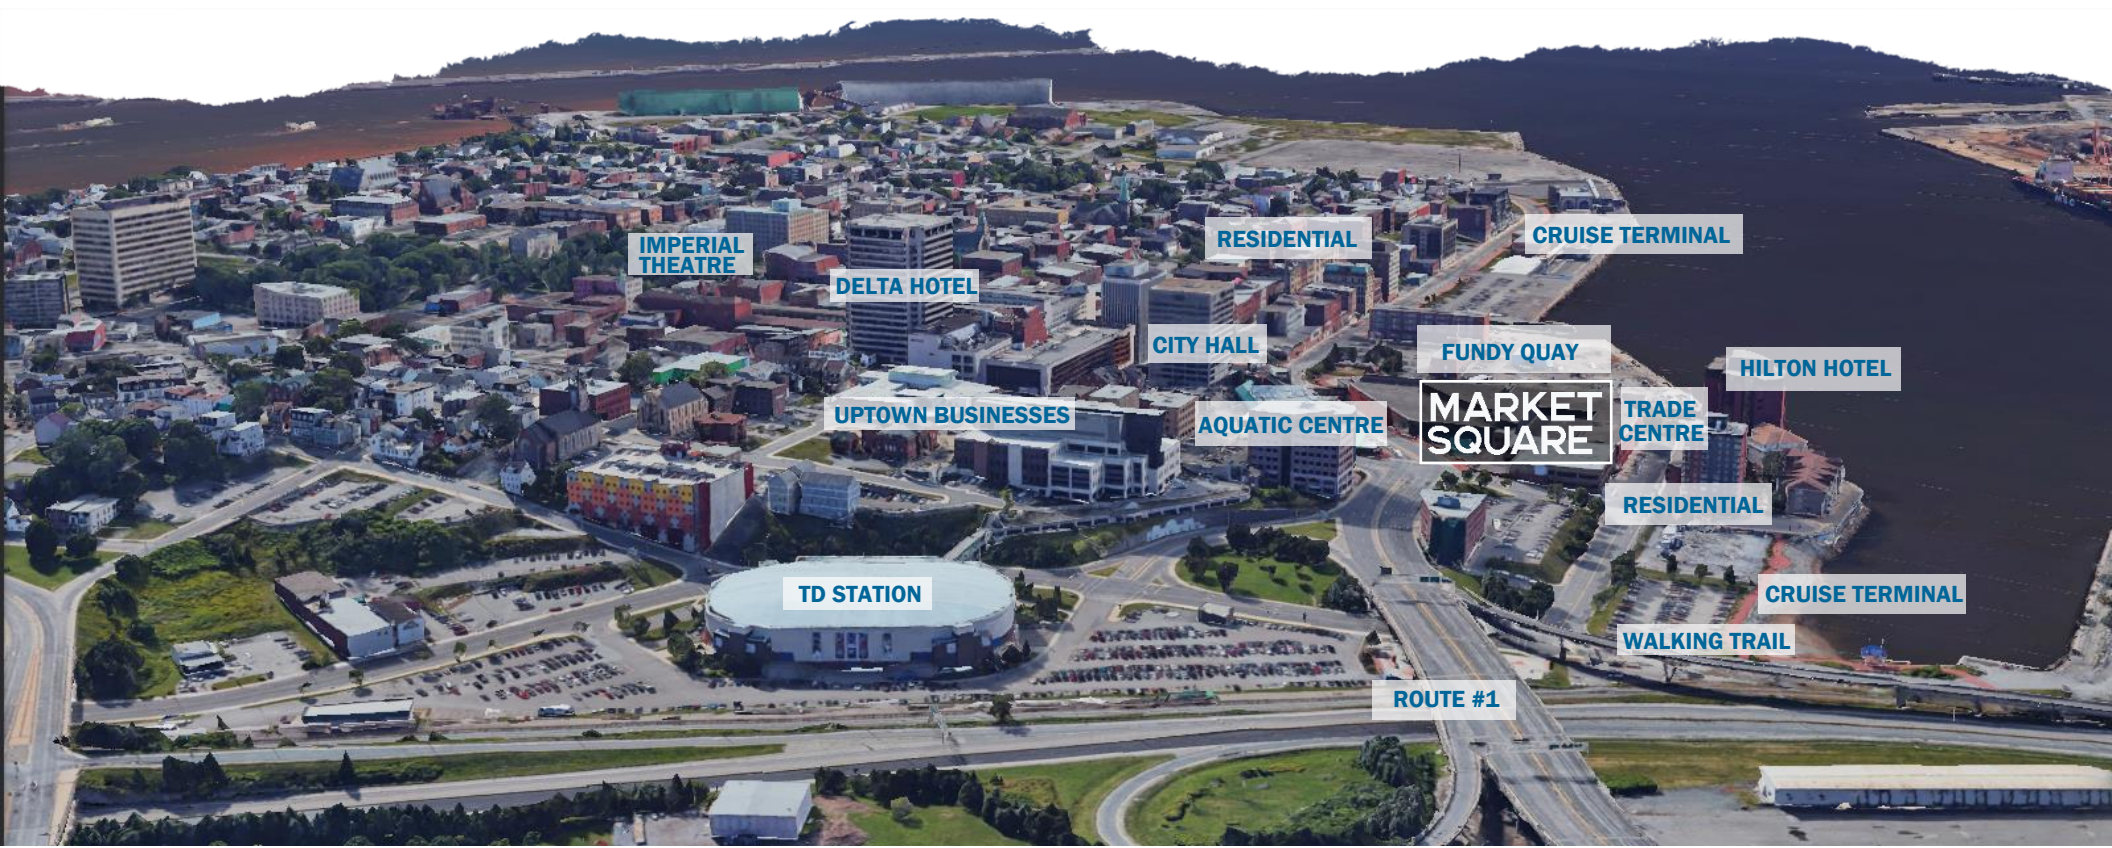 IMPERIAL
THEATRE
RESIDENTIAL
CRUISE TERMINAL
DELTA HOTEL
CITY HALL
FUNDY QUAY
HILTON HOTEL
UPTOWN BUSINESSES
AQUATIC CENTRE
MARKET
SQUARE
TRADE
CENTRE
RESIDENTIAL
TD STATION
CRUISE TERMINAL
WALKING TRAIL
ROUTE #1